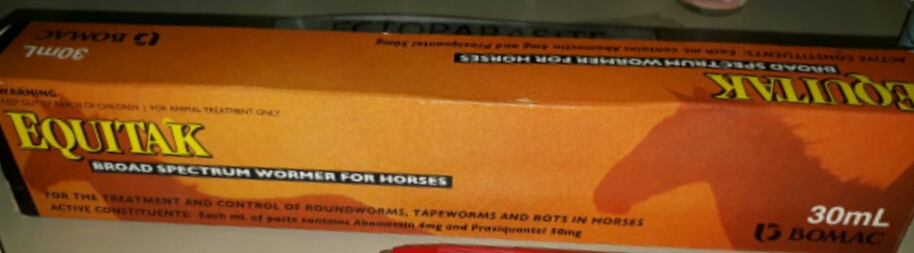 ECTOPARASITE
30mL
BOMAC
ACTIVE CONSTITUENTS: Each mL contains Abamectin 4mg and Praziquantel 50mg
BROAD SPECTRUM WORMER FOR HORSES
EQUITAK
WARNING
KEEP OUT OF REACH OF CHILDREN | FOR ANIMAL TREATMENT ONLY
EQUITAK
BROAD SPECTRUM WORMER FOR HORSES
FOR THE TREATMENT AND CONTROL OF ROUNDWORMS, TAPEWORMS AND BOTS IN HORSES
ACTIVE CONSTITUENTS: Each mL of paste contains Abamectin 4mg and Praziquantel 50mg
30mL
BOMAC